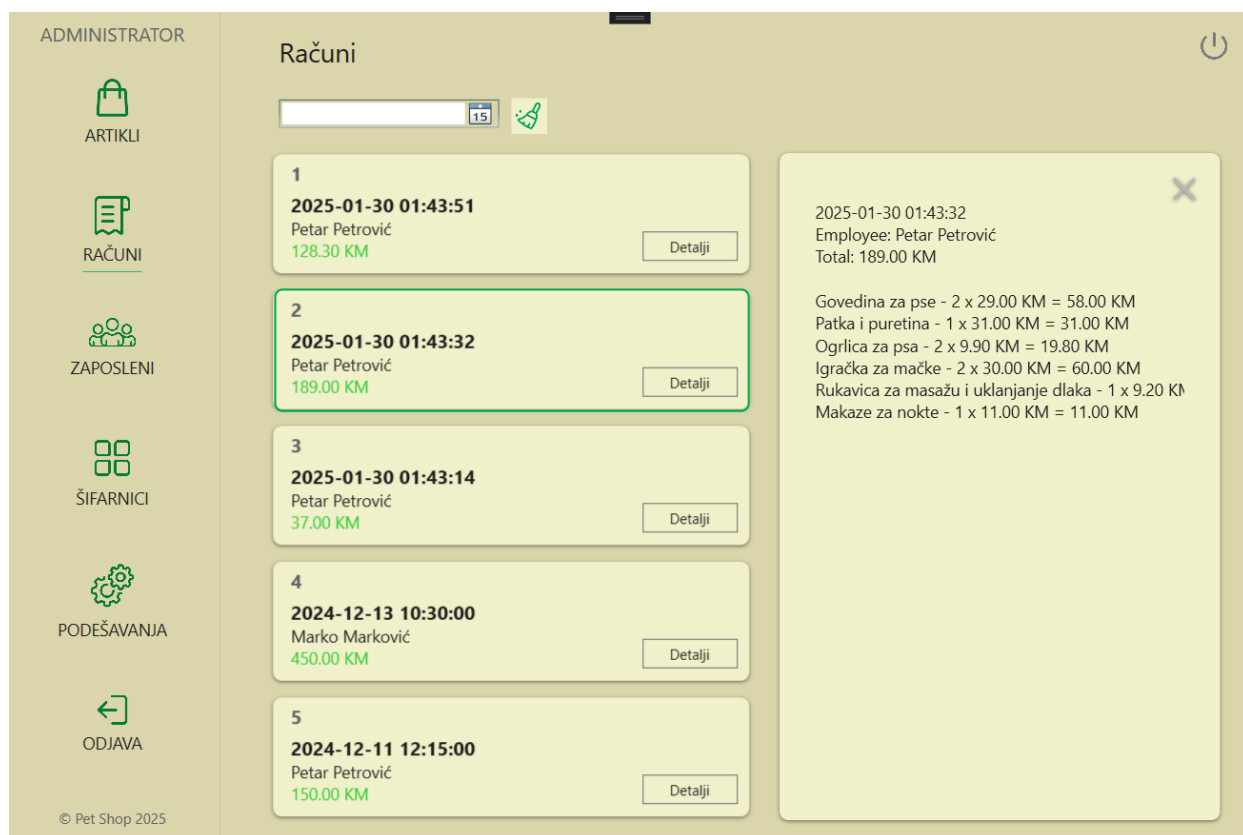 ADMINISTRATOR
ARTIKLI
RAČUNI
ZAPOSLENI
ŠIFARNICI
PODEŠAVANJA
ODJAVA
© Pet Shop 2025
Računi
15
1
2025-01-30 01:43:51
Petar Petrović
128.30 KM
Detalji
2
2025-01-30 01:43:32
Petar Petrović
189.00 KM
Detalji
3
2025-01-30 01:43:14
Petar Petrović
37.00 KM
Detalji
4
2024-12-13 10:30:00
Marko Marković
450.00 KM
Detalji
5
2024-12-11 12:15:00
Petar Petrović
150.00 KM
Detalji
2025-01-30 01:43:32
Employee: Petar Petrović
Total: 189.00 KM
Govedina za pse - 2 x 29.00 KM = 58.00 KM
Patka i puretina - 1 x 31.00 KM = 31.00 KM
Ogrlica za psa - 2 x 9.90 KM = 19.80 KM
Igračka za mačke - 2 x 30.00 KM = 60.00 KM
Rukavica za masažu i uklanjanje dlaka - 1 x 9.20
Makaze za nokte - 1 x 11.00 KM = 11.00 KM